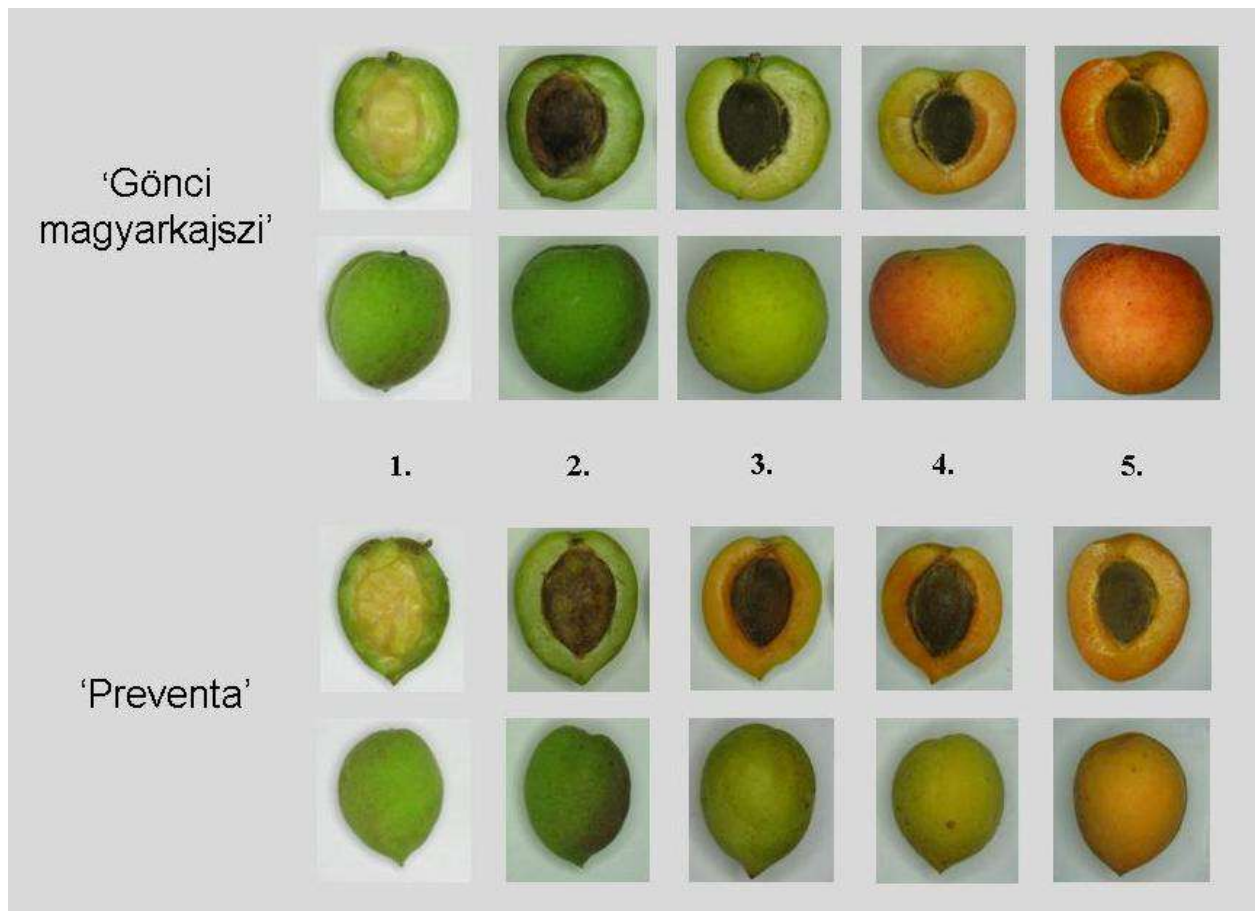 ‘Gönci
magyarkajszi’
1. 2. 3. 4. 5.
‘Preventa’